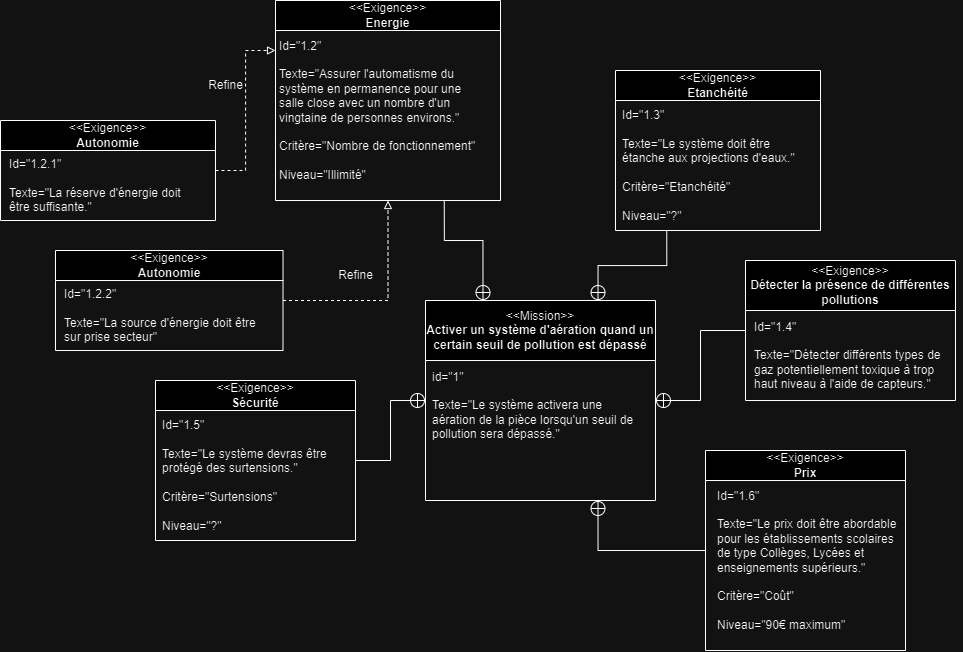 <<Exigence>>
Energie
Id="1.2"
Texte="Assurer l'automatisme du
système en permanence pour une
salle close avec un nombre d'un
vingtaine de personnes environs."
Critère="Nombre de fonctionnement"
Niveau="Illimité"
Refine
<<Exigence>>
Autonomie
Id="1.2.1"
Texte="La réserve d'énergie doit
être suffisante."
<<Exigence>>
Etanchéité
Id="1.3"
Texte="Le système doit être
étanche aux projections d'eaux."
Critère="Etanchéité"
Niveau="?"
<<Exigence>>
Autonomie
Id="1.2.2"
Texte="La source d'énergie doit être
sur prise secteur"
Refine
<<Exigence>>
Détecter la présence de différentes
pollutions
Id="1.4"
Texte="Détecter différents types de
gaz potentiellement toxique à trop
haut niveau à l'aide de capteurs."
<<Mission>>
Activer un système d'aération quand un
certain seuil de pollution est dépassé
id="1"
Texte="Le système activera une
aération de la pièce lorsqu'un seuil de
pollution sera dépassé."
<<Exigence>>
Sécurité
Id="1.5"
Texte="Le système devras être
protégé des surtensions."
Critère="Surtensions"
Niveau="?"
<<Exigence>>
Prix
Id="1.6"
Texte="Le prix doit être abordable
pour les établissements scolaires
de type Collèges, Lycées et
enseignements supérieurs."
Critère="Coût"
Niveau="90€ maximum"